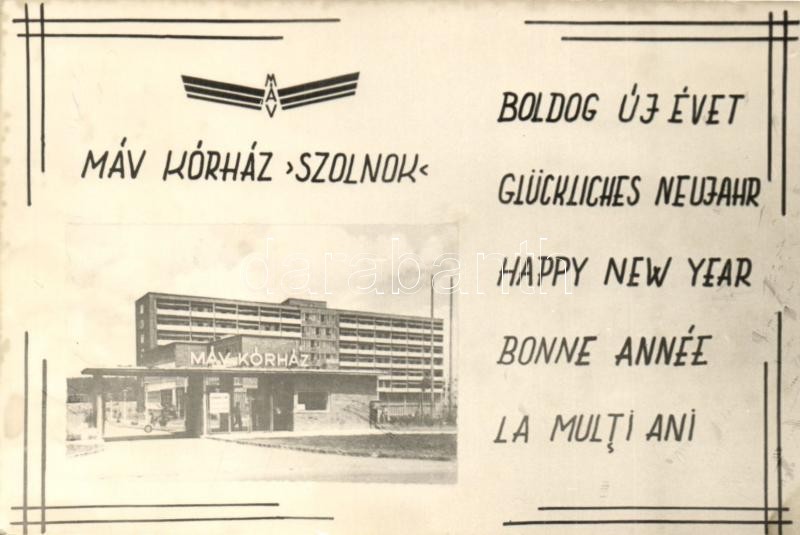 MÁV
MÁV KÓRHÁZ ›SZOLNOK‹
MÁV KÓRHÁZ
BOLDOG ÚJ ÉVET
GLÜCKLICHES NEUJAHR
HAPPY NEW YEAR
BONNE ANNÉE
LA MULŢI ANI
darabanth